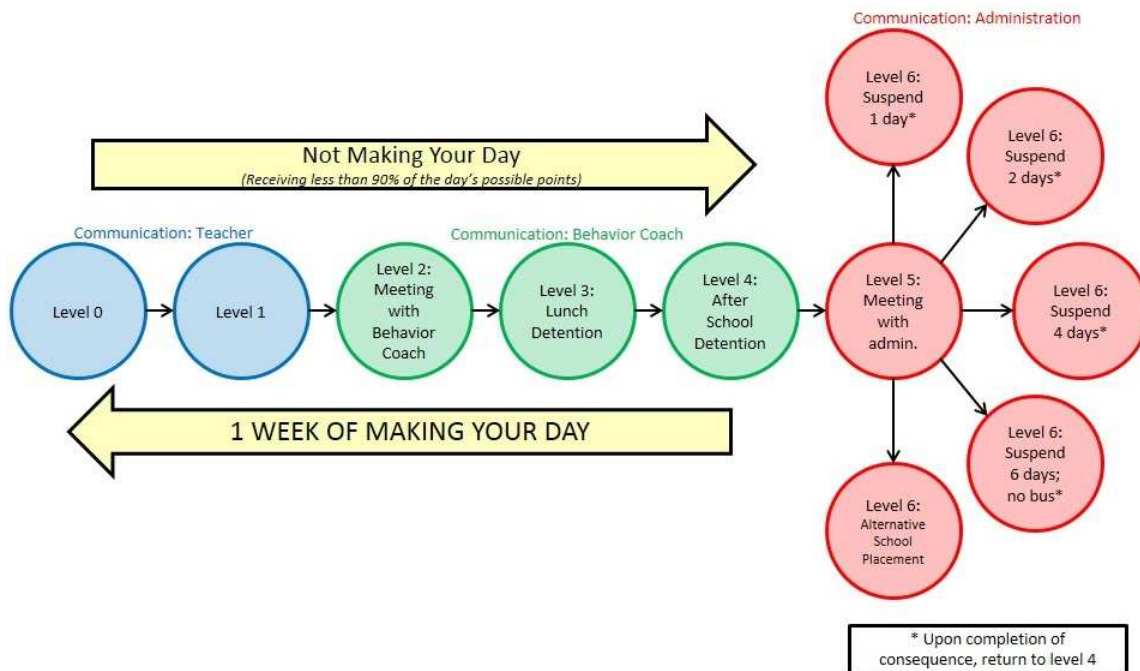 Communication: Administration
Level 6:
Suspend
1 day*
Level 6:
Suspend
2 days*
Not Making Your Day
(Receiving less than 90% of the day's possible points)
Communication: Teacher
Communication: Behavior Coach
Level 0
Level 1
Level 2:
Meeting
with
Behavior
Coach
Level 3:
Lunch
Detention
Level 4:
After
School
Detention
Level 5:
Meeting
with
admin.
Level 6:
Suspend
4 days*
1 WEEK OF MAKING YOUR DAY
Level 6:
Suspend
6 days;
no bus*
Level 6:
Alternative
School
Placement
* Upon completion of
consequence, return to level 4